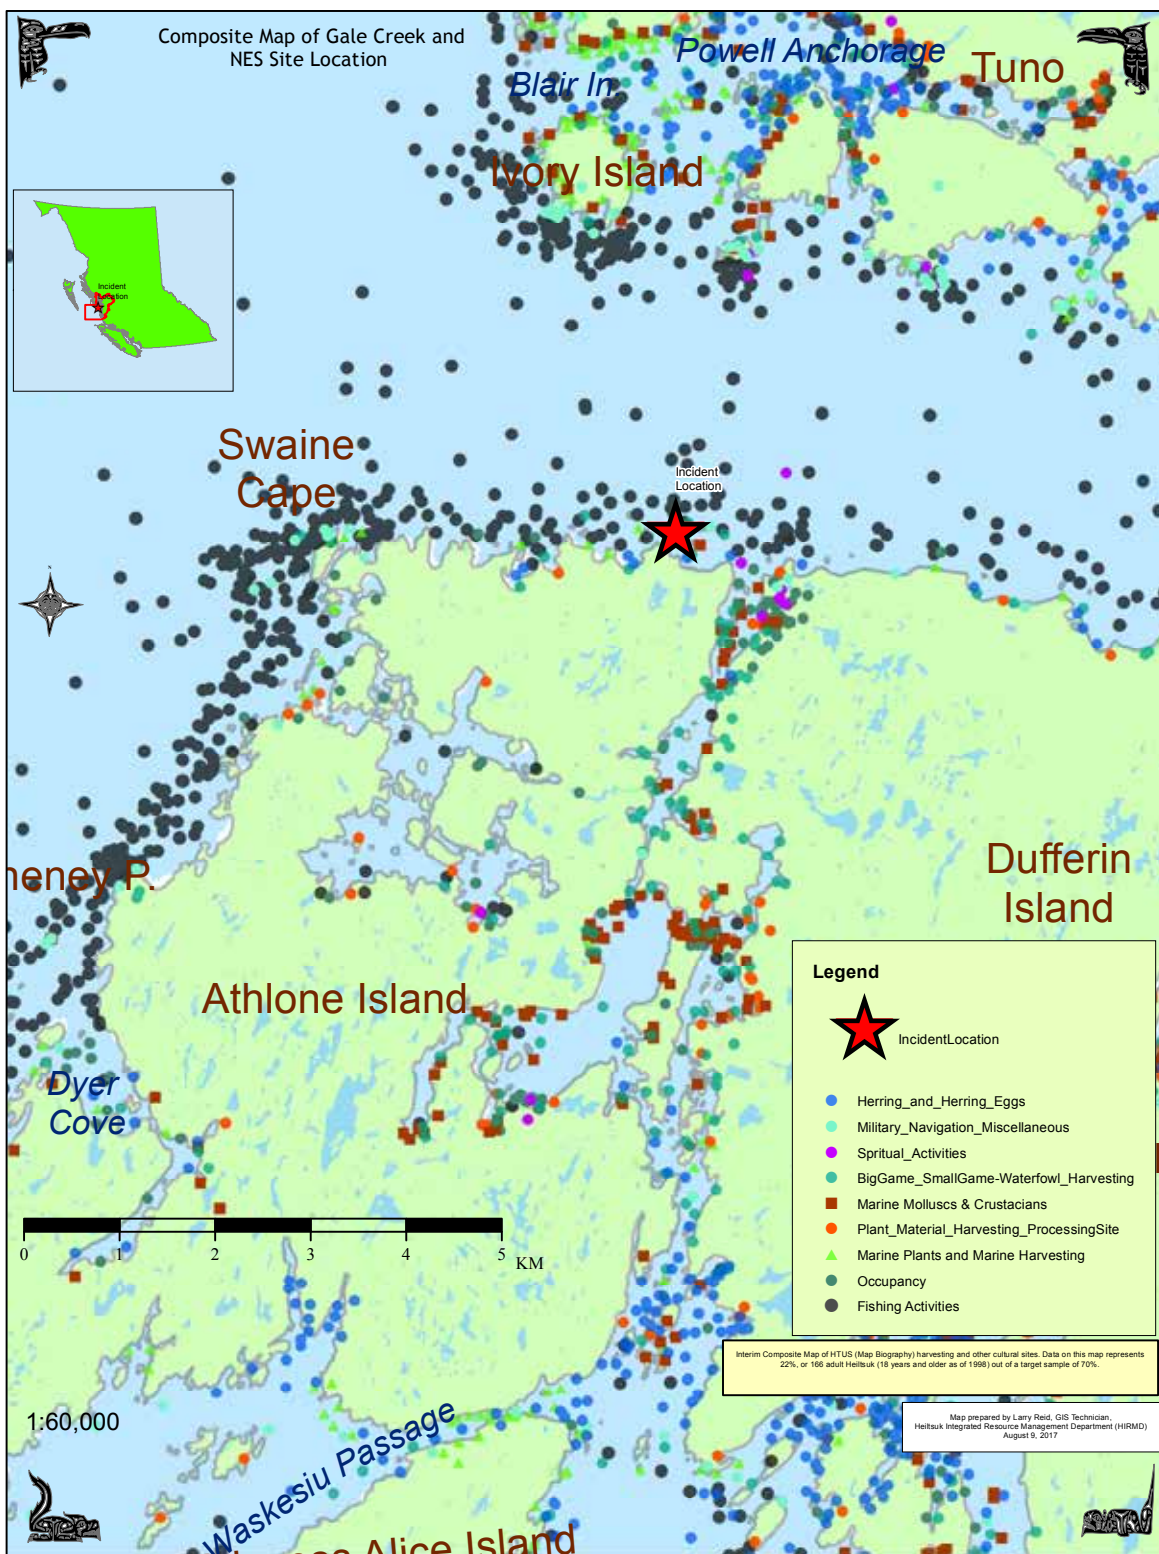 Composite Map of Gale Creek and
NES Site Location
Powell Anchorage
Tuno
Blair In.
Ivory Island
Incident
Location
Swaine
Cape
Incident
Location
N
heney P.
Dufferin
Island
Athlone Island
Dyer
Cove
Legend
IncidentLocation
Herring_and_Herring_Eggs
Military_Navigation_Miscellaneous
Spritual_Activities
BigGame_SmallGame-Waterfowl_Harvesting
Marine Molluscs & Crustacians
Plant_Material_Harvesting_ProcessingSite
Marine Plants and Marine Harvesting
Occupancy
Fishing Activities
0 1 2 3 4 5
KM
Interim Composite Map of HTUS (Map Biography) harvesting and other cultural sites. Data on this map represents
22%, or 166 adult Heiltsuk (18 years and older as of 1998) out of a target sample of 70%.
1:60,000
Map prepared by Larry Reid, GIS Technician,
Heiltsuk Integrated Resource Management Department (HIRMD)
August 9, 2017
Waskesiu Passage
Alice Island